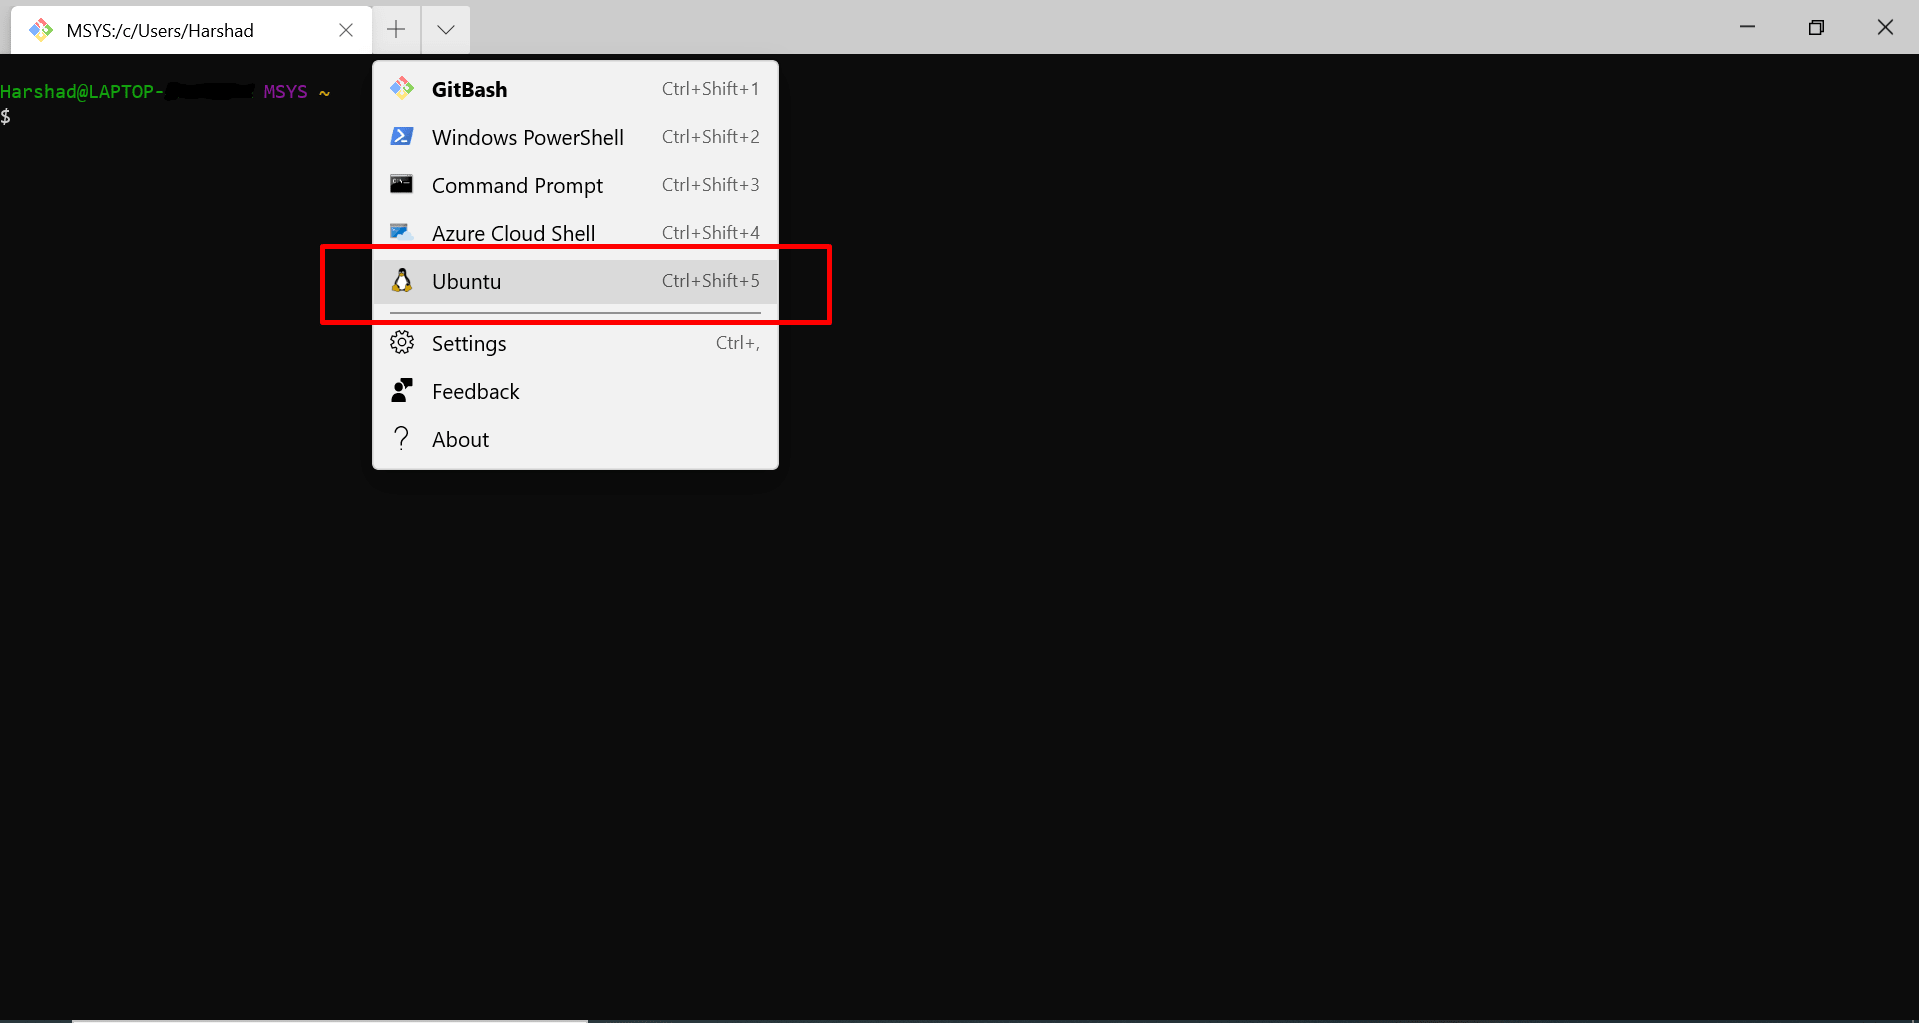 MSYS:/c/Users/Harshad
Harshad@LAPTOP- MSYS ~
$
GitBash Ctrl+Shift+1
Windows PowerShell Ctrl+Shift+2
Command Prompt Ctrl+Shift+3
Azure Cloud Shell Ctrl+Shift+4
Ubuntu Ctrl+Shift+5
Settings Ctrl+,
Feedback
About